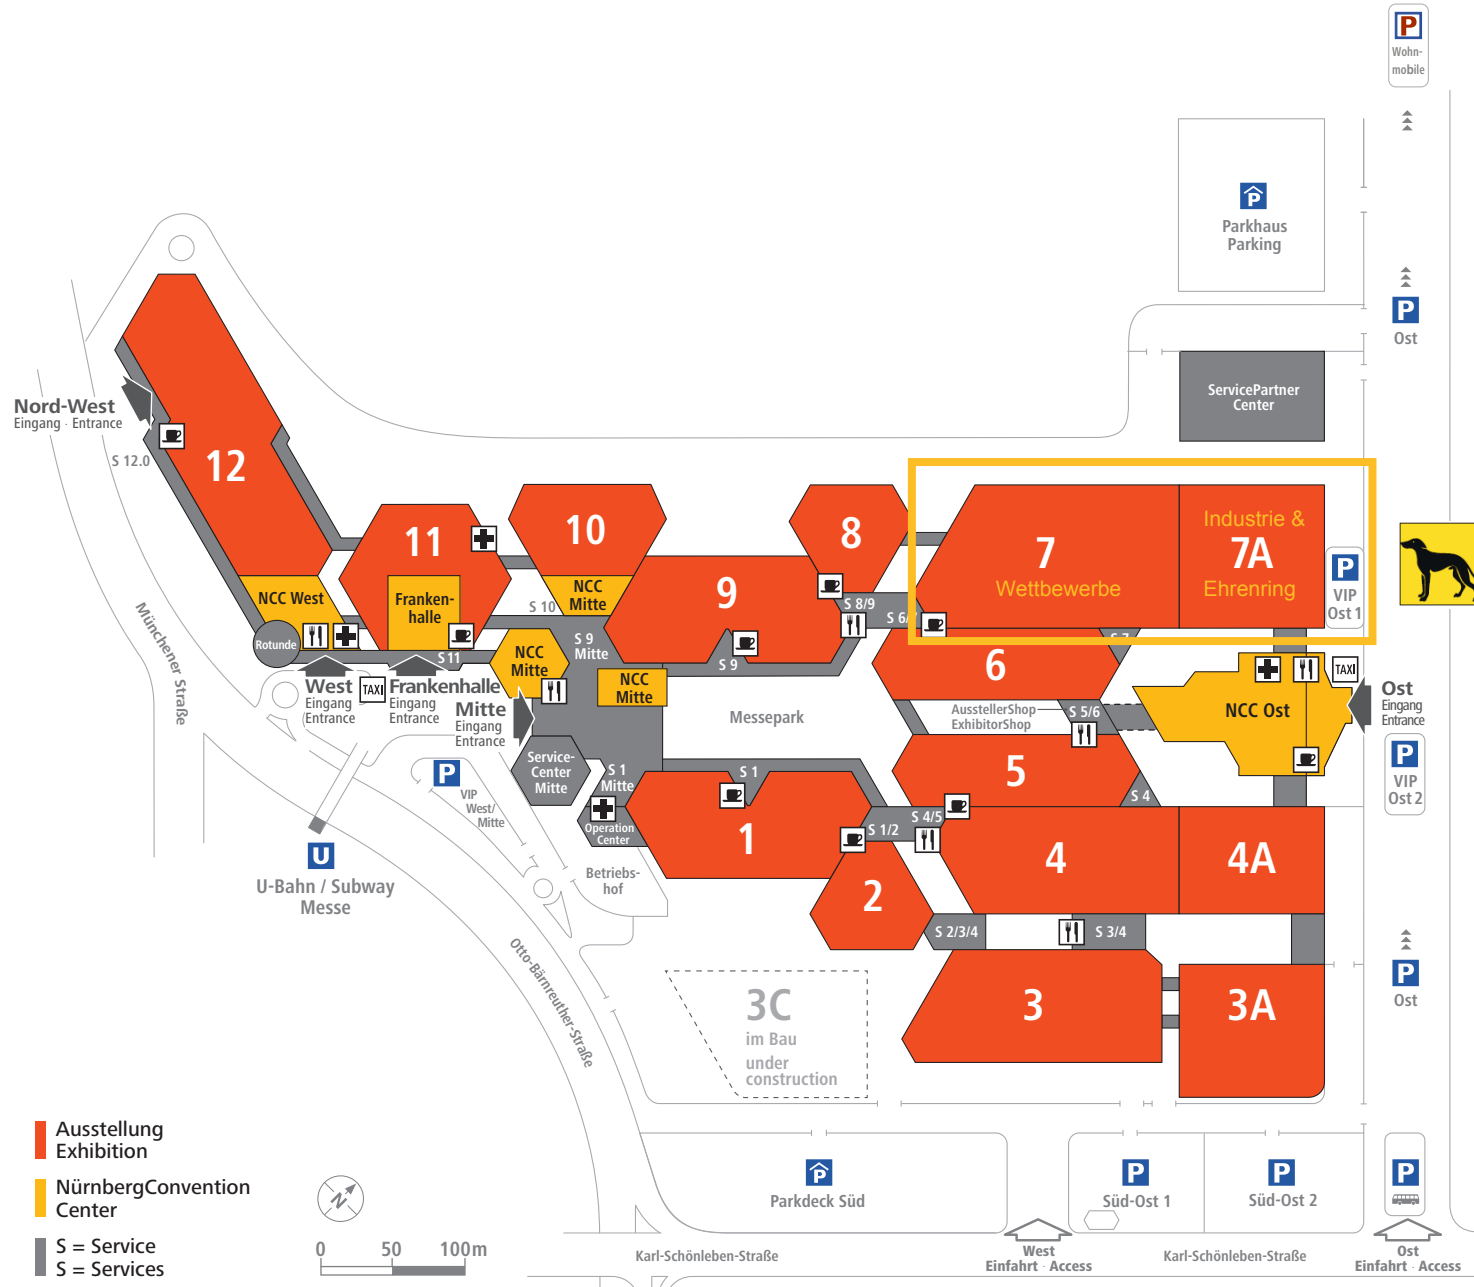 P
Wohn-
mobile
P
Parkhaus
Parking
P
Ost
ServicePartner
Center
Nord-West
Eingang · Entrance
S 12.0
12
11
10
8
7
Wettbewerbe
Industrie &
7A
Ehrenring
P
VIP
Ost 1
NCC West
Franken-
halle
NCC
Mitte
9
S 8/9
S 6/7
S 7
Rotunde
S 10
S 9
Mitte
S11
NCC
Mitte
NCC
Mitte
S 9
6
Münchener Straße
West
Eingang
Entrance
TAXI
Frankenhalle
Eingang
Entrance
Mitte
Eingang
Entrance
Messepark
AusstellerShop
ExhibitorShop
S 5/6
NCC Ost
TAXI
Ost
Eingang
Entrance
P
VIP
Ost 2
Service-
Center
Mitte
S 1
Mitte
S 1
5
S 4
P
VIP
West/
Mitte
Operation
Center
1
S 1/2
S 4/5
4
4A
U
U-Bahn / Subway
Messe
Betriebs-
hof
2
S 2/3/4
S 3/4
Otto-Bärnreuther-Straße
3C
im Bau
under
construction
3
3A
P
Ost
Ausstellung
Exhibition
NürnbergConvention
Center
S = Service
S = Services
N
0 50 100m
P
Parkdeck Süd
P
Süd-Ost 1
P
Süd-Ost 2
P
Karl-Schönleben-Straße
West
Einfahrt · Access
Karl-Schönleben-Straße
Ost
Einfahrt · Access